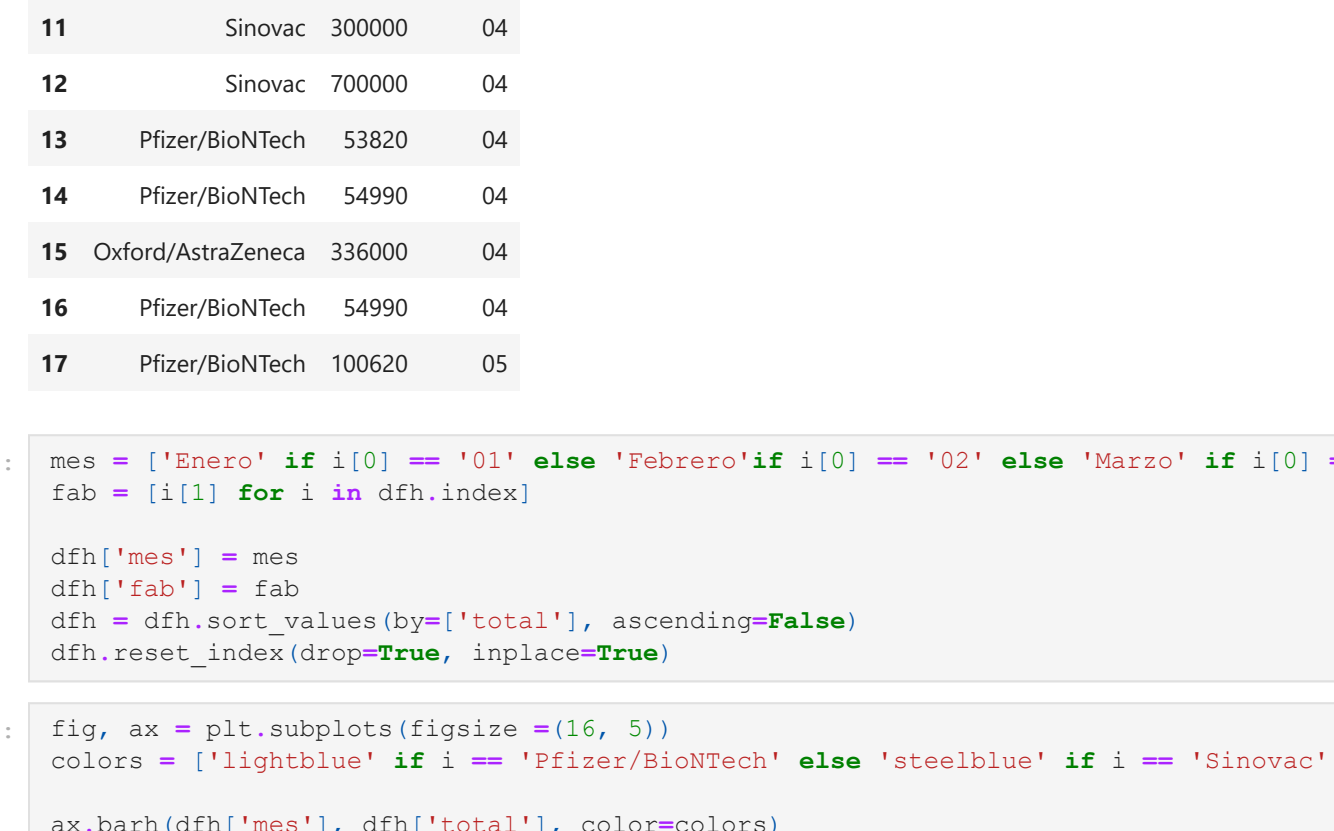 11 Sinovac 300000 04
12 Sinovac 700000 04
13 Pfizer/BioNTech 53820 04
14 Pfizer/BioNTech 54990 04
15 Oxford/AstraZeneca 336000 04
16 Pfizer/BioNTech 54990 04
17 Pfizer/BioNTech 100620 05
: mes = ['Enero' if i[0] == '01' else 'Febrero'if i[0] == '02' else 'Marzo' if i[0] =
fab = [i[1] for i in dfh.index]
dfh['mes'] = mes
dfh['fab'] = fab
dfh = dfh.sort_values(by=['total'], ascending=False)
dfh.reset_index(drop=True, inplace=True)
: fig, ax = plt.subplots(figsize =(16, 5))
colors = ['lightblue' if i == 'Pfizer/BioNTech' else 'steelblue' if i == 'Sinovac'
ax.barh(dfh['mes'], dfh['total'], color=colors)